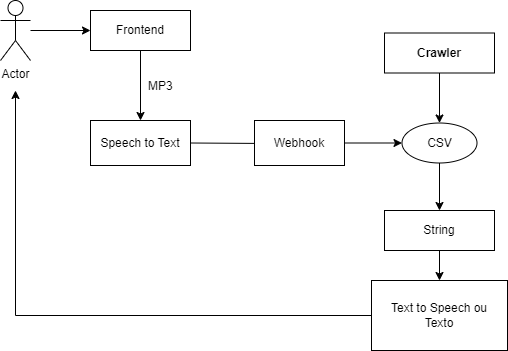 Frontend
Actor
MP3
Crawler
Speech to Text
Webhook
CSV
String
Text to Speech ou
Texto